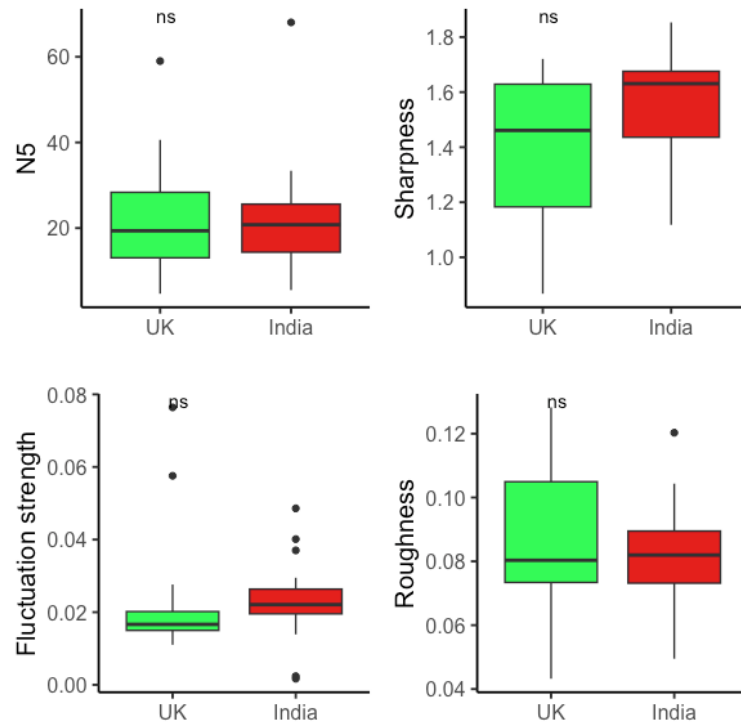 ns
60
40
20
N5
UK
India
ns
1.8
1.6
1.4
1.2
1.0
Sharpness
UK
India
ns
0.08
0.06
0.04
0.02
0.00
Fluctuation strength
UK
India
ns
0.12
0.10
0.08
0.06
0.04
Roughness
UK
India